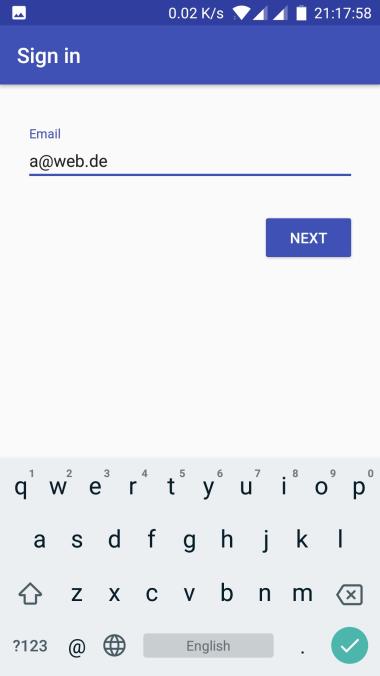 0.02 K/s 21:17:58
Sign in
Email
a@web.de
NEXT
1 2 3 4 5 6 7 8 9 0
q w e r t y u i o p
a s d f g h j k l
z x c v b n m
?123 @ English .